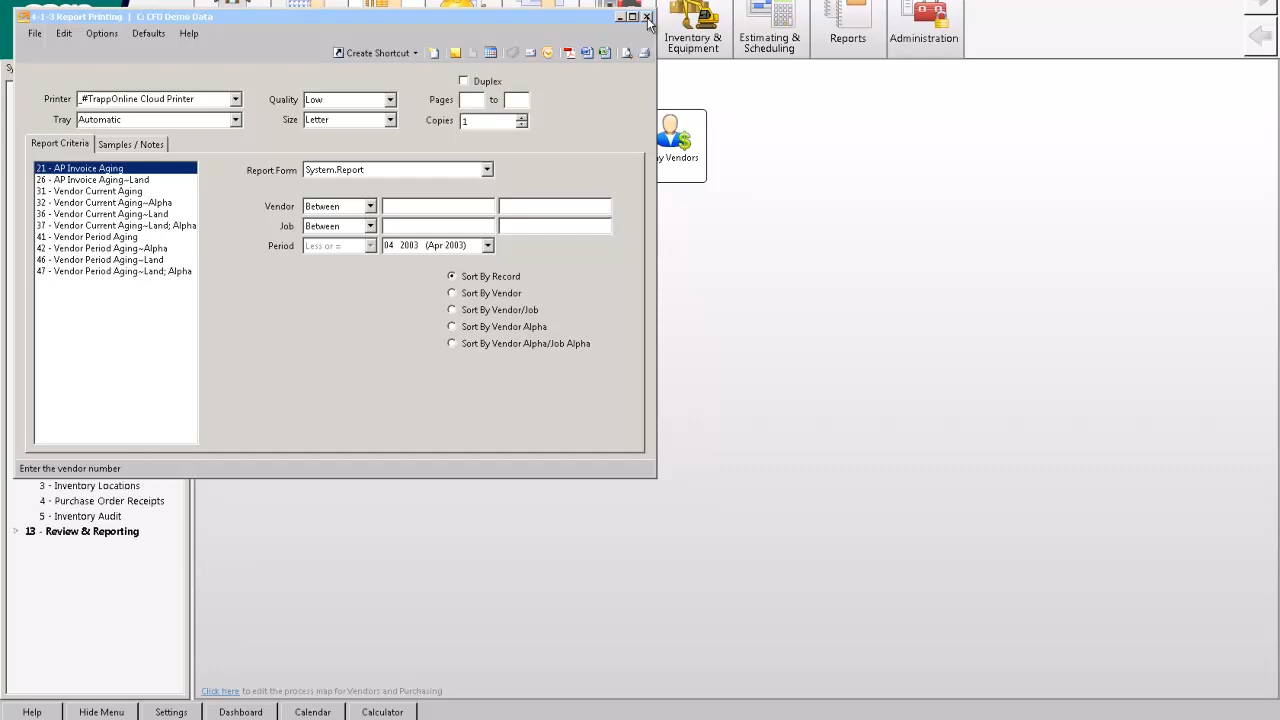 4-1-3 Report Printing | C: CFO Demo Data
File Edit Options Defaults Help
Inventory & Equipment
Estimating & Scheduling
Reports
Administration
Create Shortcut
Duplex
Printer _#TrappOnline Cloud Printer
Quality Low
Pages to
Tray Automatic
Size Letter
Copies 1
Report Criteria
Samples / Notes
21 - AP Invoice Aging
26 - AP Invoice Aging~Land
31 - Vendor Current Aging
32 - Vendor Current Aging~Alpha
36 - Vendor Current Aging~Land
37 - Vendor Current Aging~Land; Alpha
41 - Vendor Period Aging
42 - Vendor Period Aging~Alpha
46 - Vendor Period Aging~Land
47 - Vendor Period Aging~Land; Alpha
Report Form System.Report
Vendor Between
Job Between
Period Less or = 04 2003 (Apr 2003)
Sort By Record
Sort By Vendor
Sort By Vendor/Job
Sort By Vendor Alpha
Sort By Vendor Alpha/Job Alpha
Enter the vendor number
Vendors
3 - Inventory Locations
4 - Purchase Order Receipts
5 - Inventory Audit
13 - Review & Reporting
Click here to edit the process map for Vendors and Purchasing
Help
Hide Menu
Settings
Dashboard
Calendar
Calculator